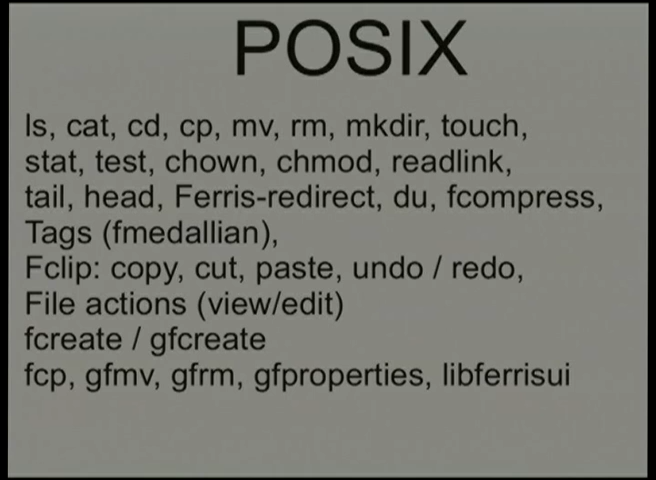 POSIX
ls, cat, cd, cp, mv, rm, mkdir, touch,
stat, test, chown, chmod, readlink,
tail, head, Ferris-redirect, du, fcompress,
Tags (fmedallian),
Fclip: copy, cut, paste, undo / redo,
File actions (view/edit)
fcreate / gfcreate
fcp, gfmv, gfrm, gfproperties, libferrisui